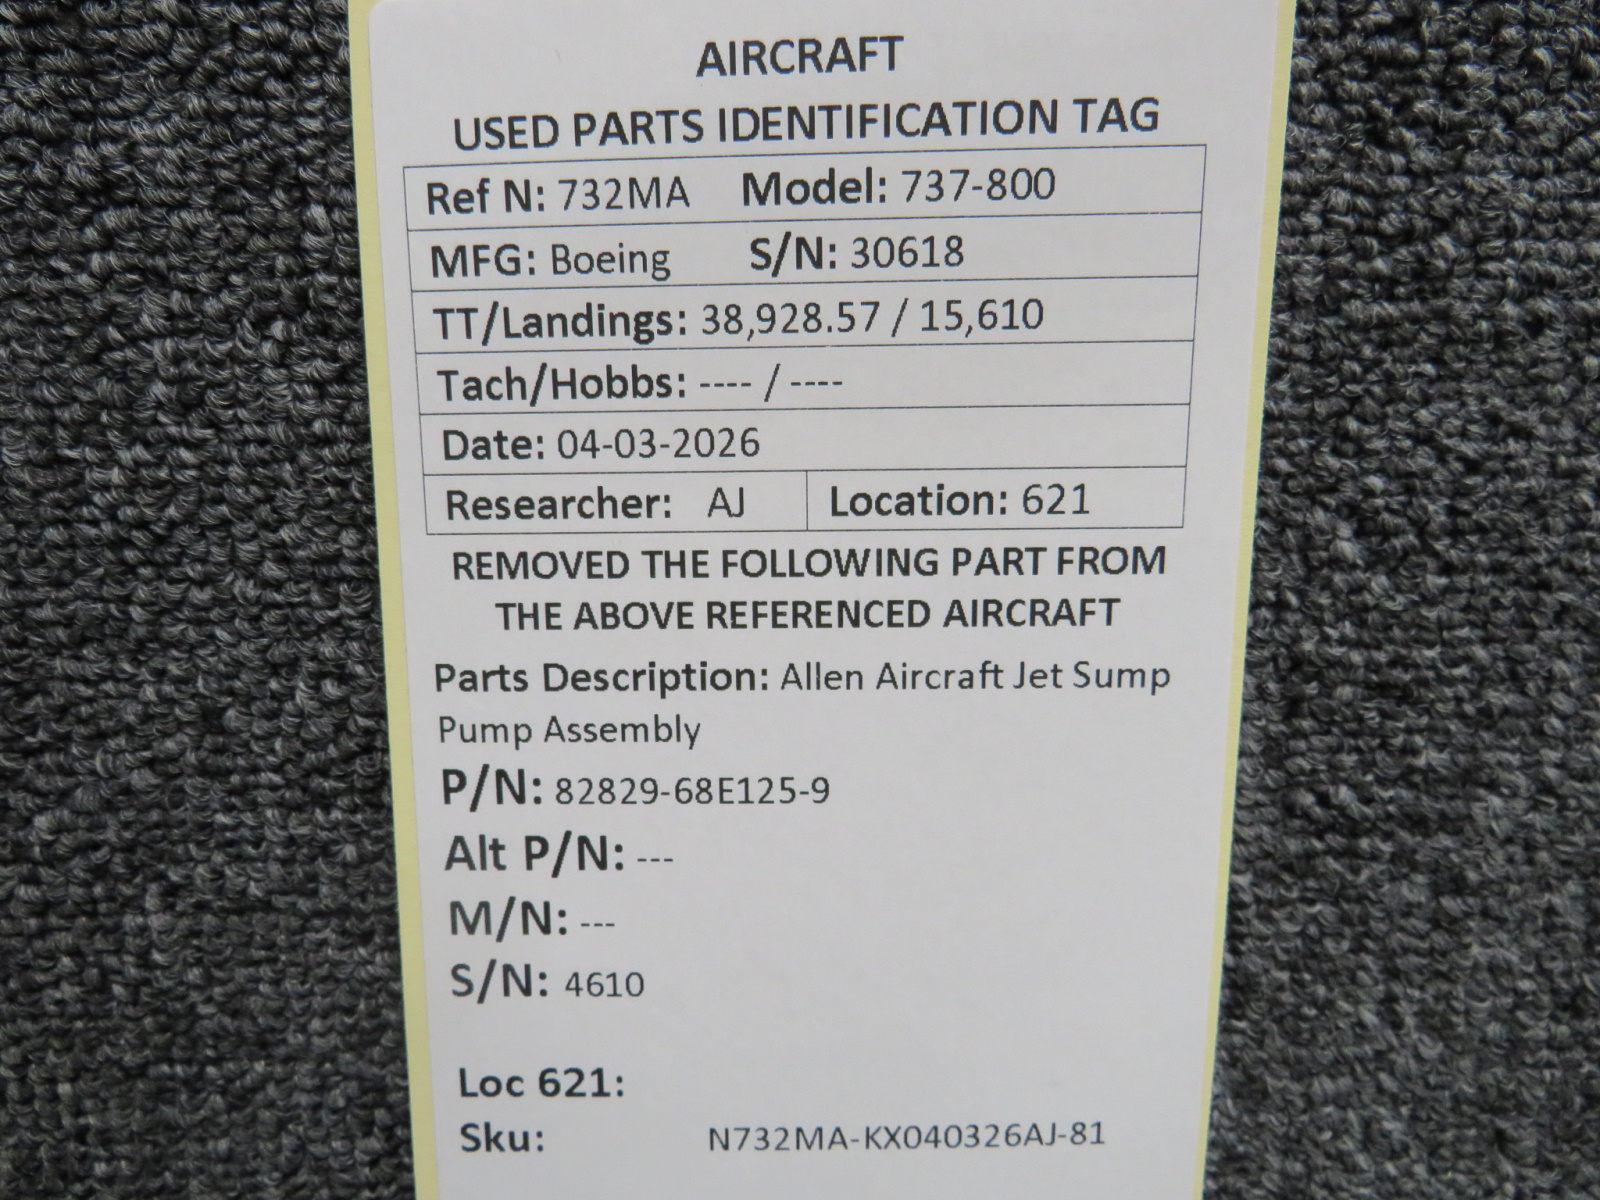 AIRCRAFT
USED PARTS IDENTIFICATION TAG
Ref N: 732MA Model: 737-800
MFG: Boeing S/N: 30618
TT/Landings: 38,928.57 / 15,610
Tach/Hobbs: ---- / ----
Date: 04-03-2026
Researcher: AJ Location: 621
REMOVED THE FOLLOWING PART FROM
THE ABOVE REFERENCED AIRCRAFT
Parts Description: Allen Aircraft Jet Sump
Pump Assembly
P/N: 82829-68E125-9
Alt P/N: ---
M/N: ---
S/N: 4610
Loc 621:
Sku: N732MA-KX040326AJ-81